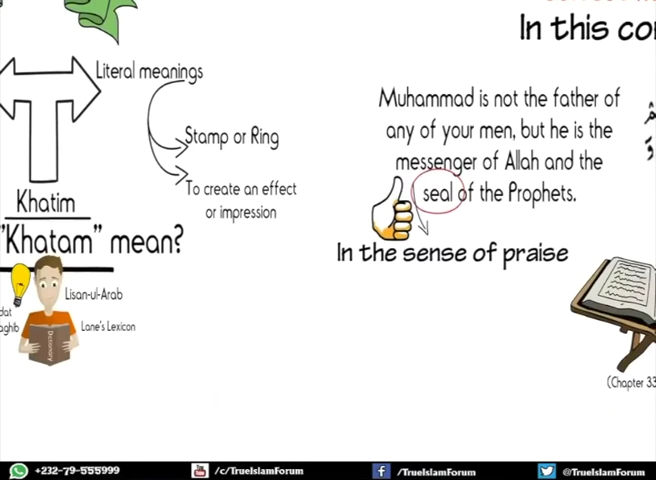 In this co
Literal meanings
Stamp or Ring
To create an effect
or impression
Khatim
"Khatam" mean?
Lisan-ul-Arab
Lane's Lexicon
Dictionary
Muhammad is not the father of
any of your men, but he is the
messenger of Allah and the
seal of the Prophets.
In the sense of praise
(Chapter 33
+232-79-555999
You Tube
/c/TrueIslamForum
f
/TrueIslamForum
@TrueIslamForum